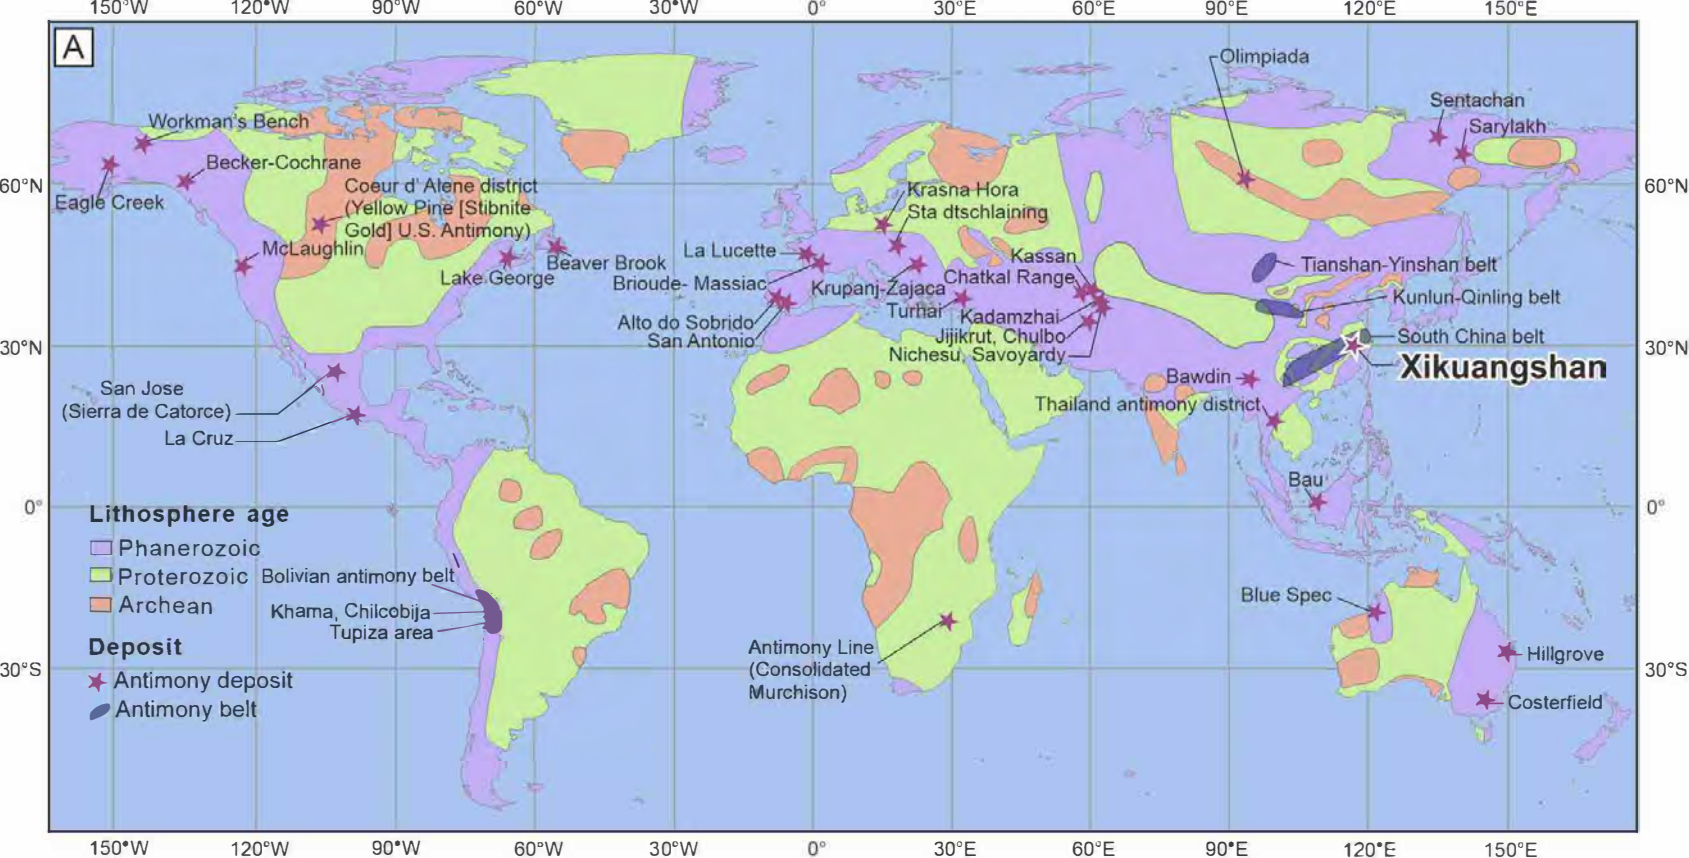 150°W 120°W 90°W 60°W 30°W 0° 30°E 60°E 90°E 120°E 150°E
A
Olimpiada
Sentachan
Workman's Bench
Sarylakh
Becker-Cochrane
60°N
60°N
Coeur d' Alene district
(Yellow Pine [Stibnite
Gold] U.S. Antimony)
Krasna Hora
Eagle Creek
Sta dtschlaining
McLaughlin
La Lucette
Kassan
Beaver Brook
Tianshan-Yinshan belt
Lake George
Chatkal Range
Brioude- Massiac
Krupanj-Zajaca
Kunlun-Qinling belt
Turhal
Kadamzhai
Alto do Sobrido
Jijikrut, Chulbo
South China belt
San Antonio
30°N
Nichesu, Savoyardy
30°N
Xikuangshan
Bawdin
San Jose
(Sierra de Catorce)
Thailand antimony district
La Cruz
Bau
0°
0°
Lithosphere age
Phanerozoic
Proterozoic
Archean
Bolivian antimony belt
Khama, Chilcobija
Tupiza area
Blue Spec
Deposit
Antimony deposit
Antimony belt
Antimony Line
(Consolidated
Murchison)
Hillgrove
30°S
30°S
Costerfield
150°W 120°W 90°W 60°W 30°W 0° 30°E 60°E 90°E 120°E 150°E